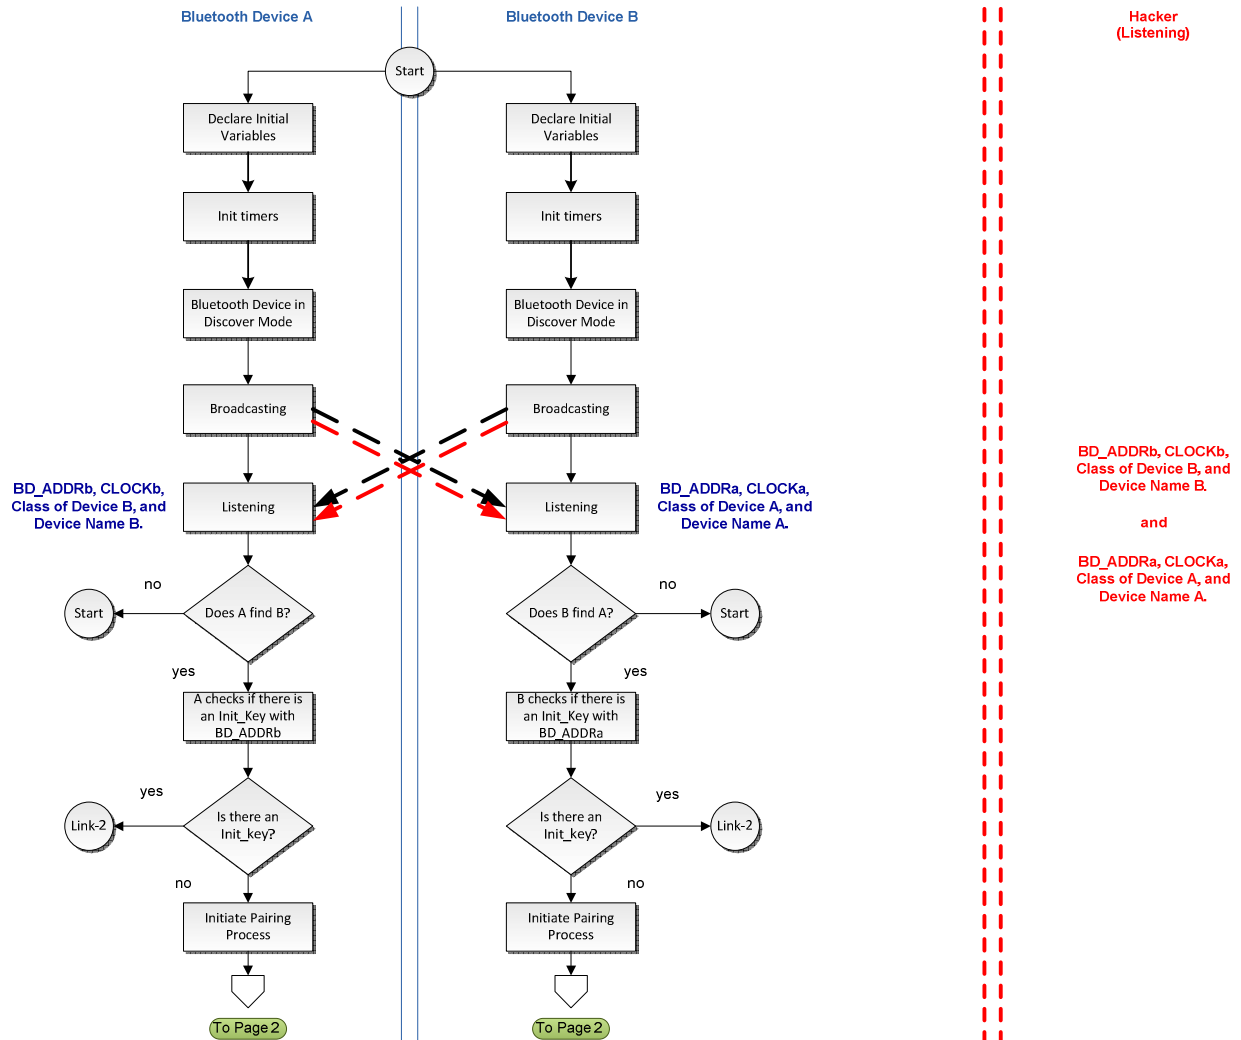 Bluetooth Device A
Bluetooth Device B
Hacker
(Listening)
Start
Declare Initial
Variables
Declare Initial
Variables
Init timers
Init timers
Bluetooth Device in
Discover Mode
Bluetooth Device in
Discover Mode
Broadcasting
Broadcasting
BD_ADDRb, CLOCKb,
Class of Device B, and
Device Name B.
Listening
Listening
BD_ADDRa, CLOCKa,
Class of Device A, and
Device Name A.
BD_ADDRb, CLOCKb,
Class of Device B, and
Device Name B.
and
BD_ADDRa, CLOCKa,
Class of Device A, and
Device Name A.
no
no
Start
Does A find B?
Does B find A?
Start
yes
yes
A checks if there is
an Init_Key with
BD_ADDRb
B checks if there is
an Init_Key with
BD_ADDRa
yes
yes
Link-2
Is there an
Init_key?
Is there an
Init_key?
Link-2
no
no
Initiate Pairing
Process
Initiate Pairing
Process
To Page 2
To Page 2